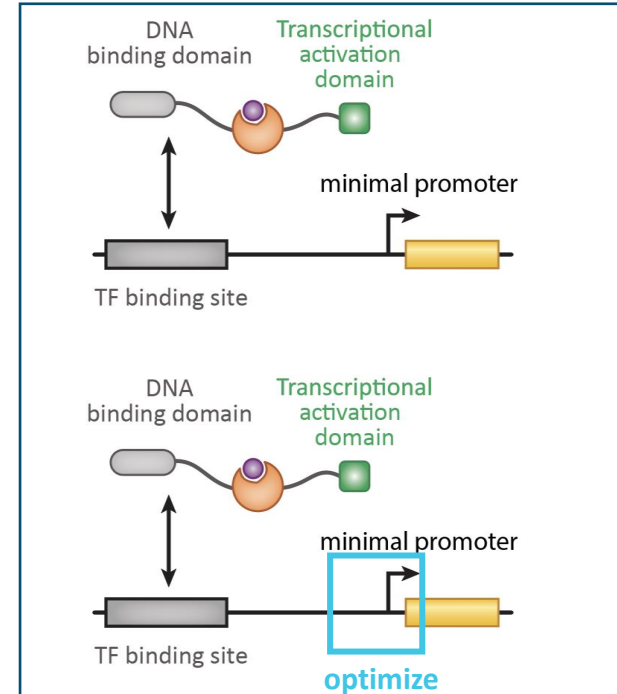 DNA
binding domain
Transcriptional
activation
domain
minimal promoter
TF binding site
DNA
binding domain
Transcriptional
activation
domain
minimal promoter
TF binding site
optimize